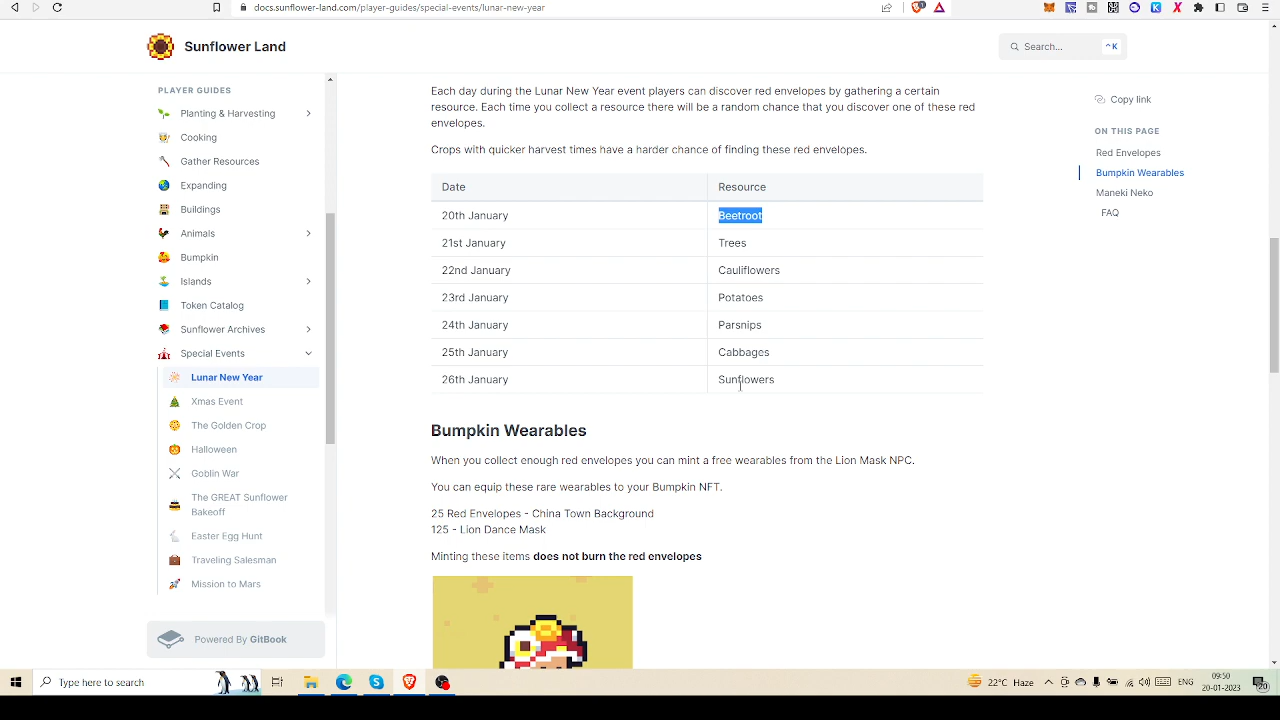 docs.sunflower-land.com/player-guides/special-events/lunar-new-year
Sunflower Land
Search...
⌃K
PLAYER GUIDES
Planting & Harvesting
Cooking
Gather Resources
Expanding
Buildings
Animals
Bumpkin
Islands
Token Catalog
Sunflower Archives
Special Events
Lunar New Year
Xmas Event
The Golden Crop
Halloween
Goblin War
The GREAT Sunflower
Bakeoff
Easter Egg Hunt
Traveling Salesman
Mission to Mars
Powered By GitBook
Each day during the Lunar New Year event players can discover red envelopes by gathering a certain
resource. Each time you collect a resource there will be a random chance that you discover one of these red
envelopes.
Crops with quicker harvest times have a harder chance of finding these red envelopes.
Date Resource
20th January Beetroot
21st January Trees
22nd January Cauliflowers
23rd January Potatoes
24th January Parsnips
25th January Cabbages
26th January Sunflowers
Bumpkin Wearables
When you collect enough red envelopes you can mint a free wearables from the Lion Mask NPC.
You can equip these rare wearables to your Bumpkin NFT.
25 Red Envelopes - China Town Background
125 - Lion Dance Mask
Minting these items does not burn the red envelopes
Copy link
ON THIS PAGE
Red Envelopes
Bumpkin Wearables
Maneki Neko
FAQ
Type here to search
22°C Haze
ENG
09:50
20-01-2023
20